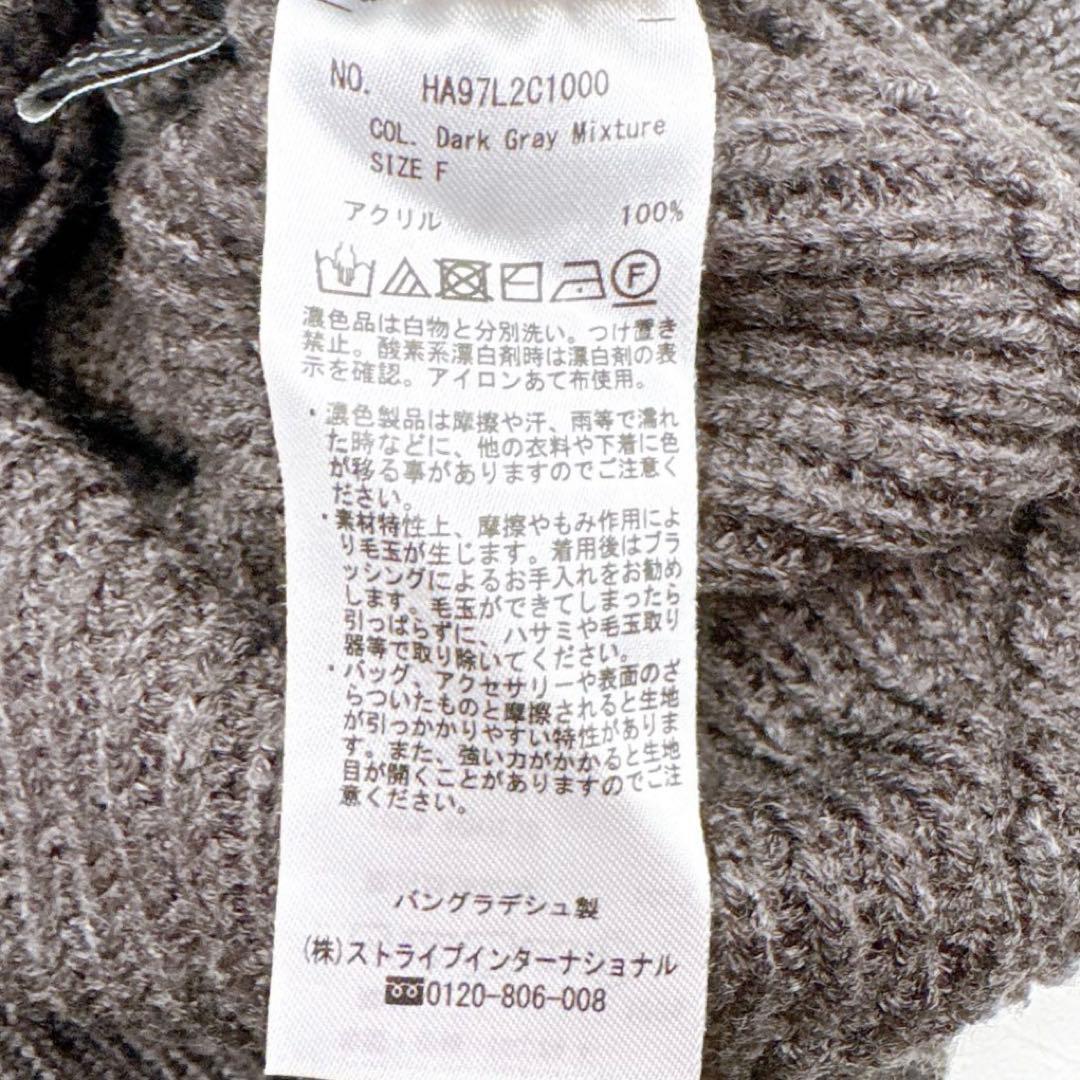 NO. HA97L2C1000
COL. Dark Gray Mixture
SIZE F
アクリル 100%
F
濃色品は白物と分別洗い。つけ置き
禁止。酸素系漂白剤時は漂白剤の表
示を確認。アイロンあて布使用。
・濃色製品は摩擦や汗、雨等で濡れ
た時などに、他の衣料や下着に色
が移る事がありますのでご注意く
ださい。
・素材特性上、摩擦やもみ作用によ
り毛玉が生じます。着用後はブラ
ッシングによるお手入れをお勧め
します。毛玉ができてしまったら
引っぱらずに、ハサミや毛玉取り
器等で取り除いてください。
・バッグ、アクセサリーや表面のざ
らついたものと摩擦されると生地
が引っかかりやすい特性がありま
す。また、強い力がかかると生地
目が開くことがありますのでご注
意ください。
バングラデシュ製
(株)ストライプインターナショナル
0120-806-008